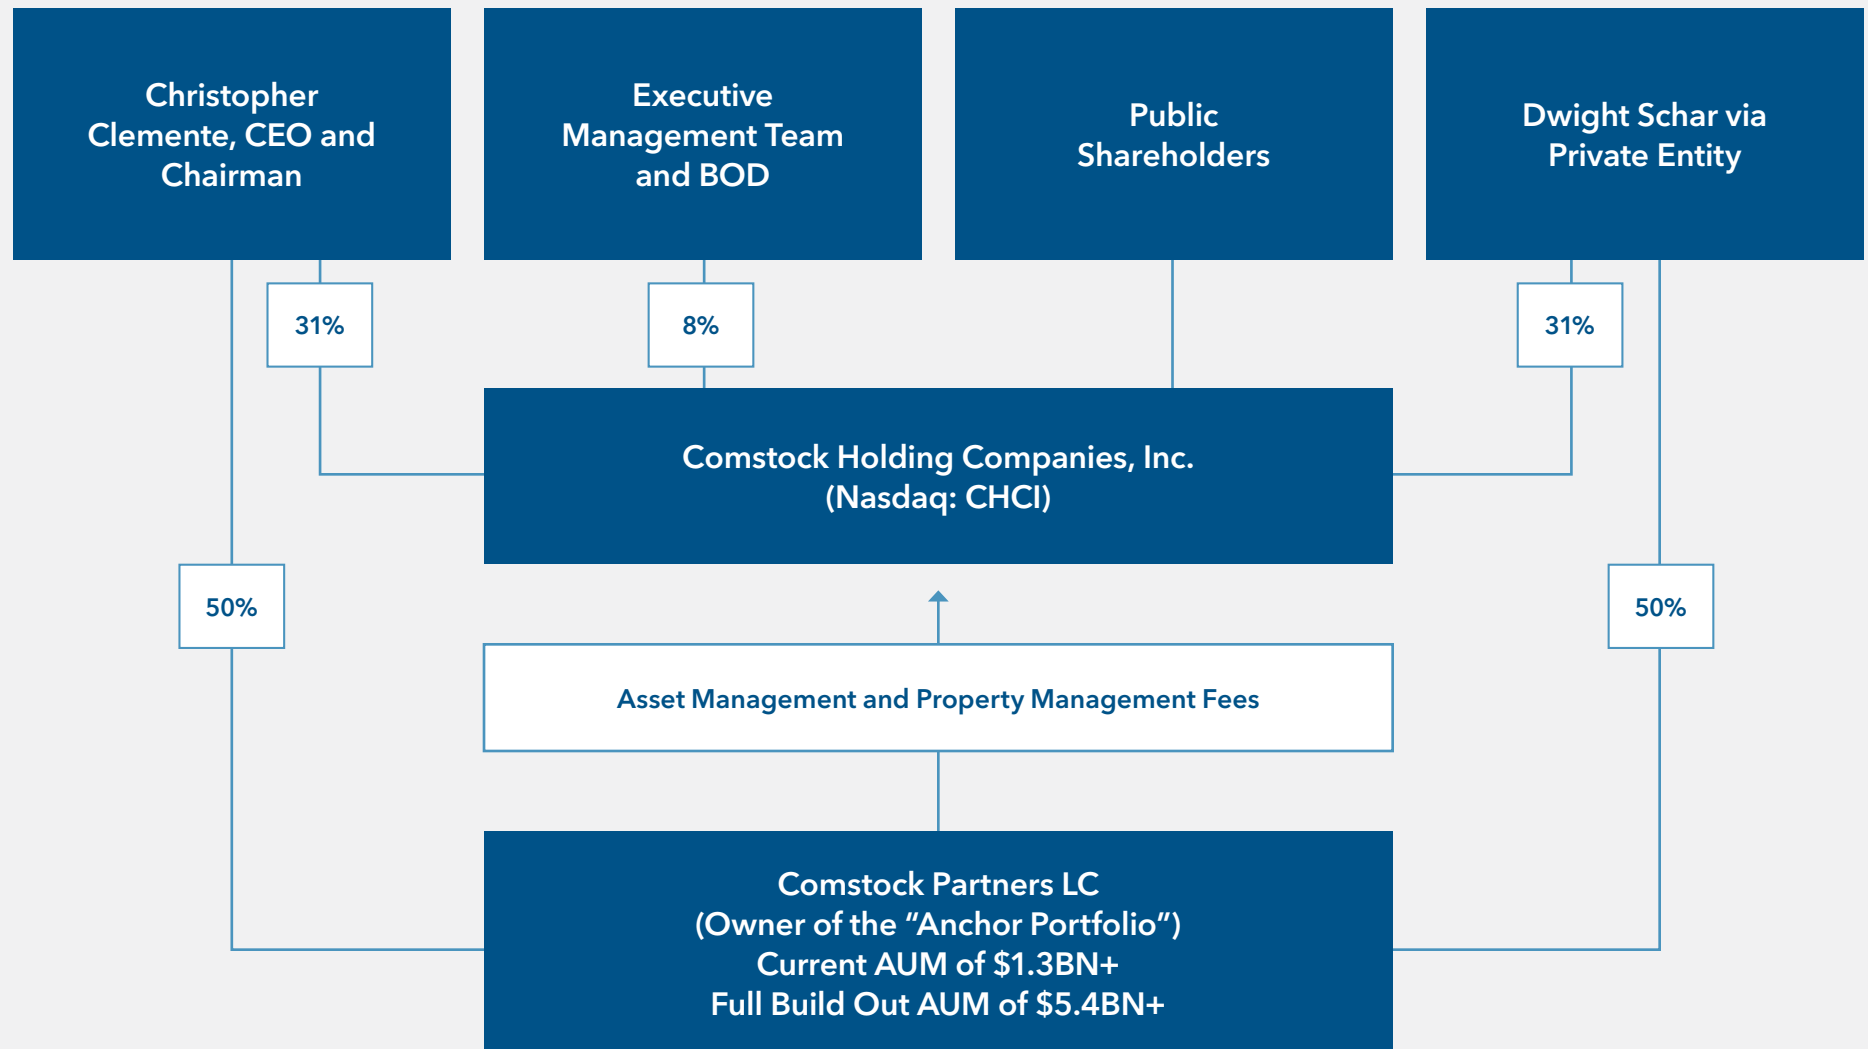 Christopher
Clemente, CEO and
Chairman
Executive
Management Team
and BOD
Public
Shareholders
Dwight Schar via
Private Entity
31%
8%
31%
Comstock Holding Companies, Inc.
(Nasdaq: CHCI)
50%
50%
Asset Management and Property Management Fees
Comstock Partners LC
(Owner of the “Anchor Portfolio”)
Current AUM of $1.3BN+
Full Build Out AUM of $5.4BN+